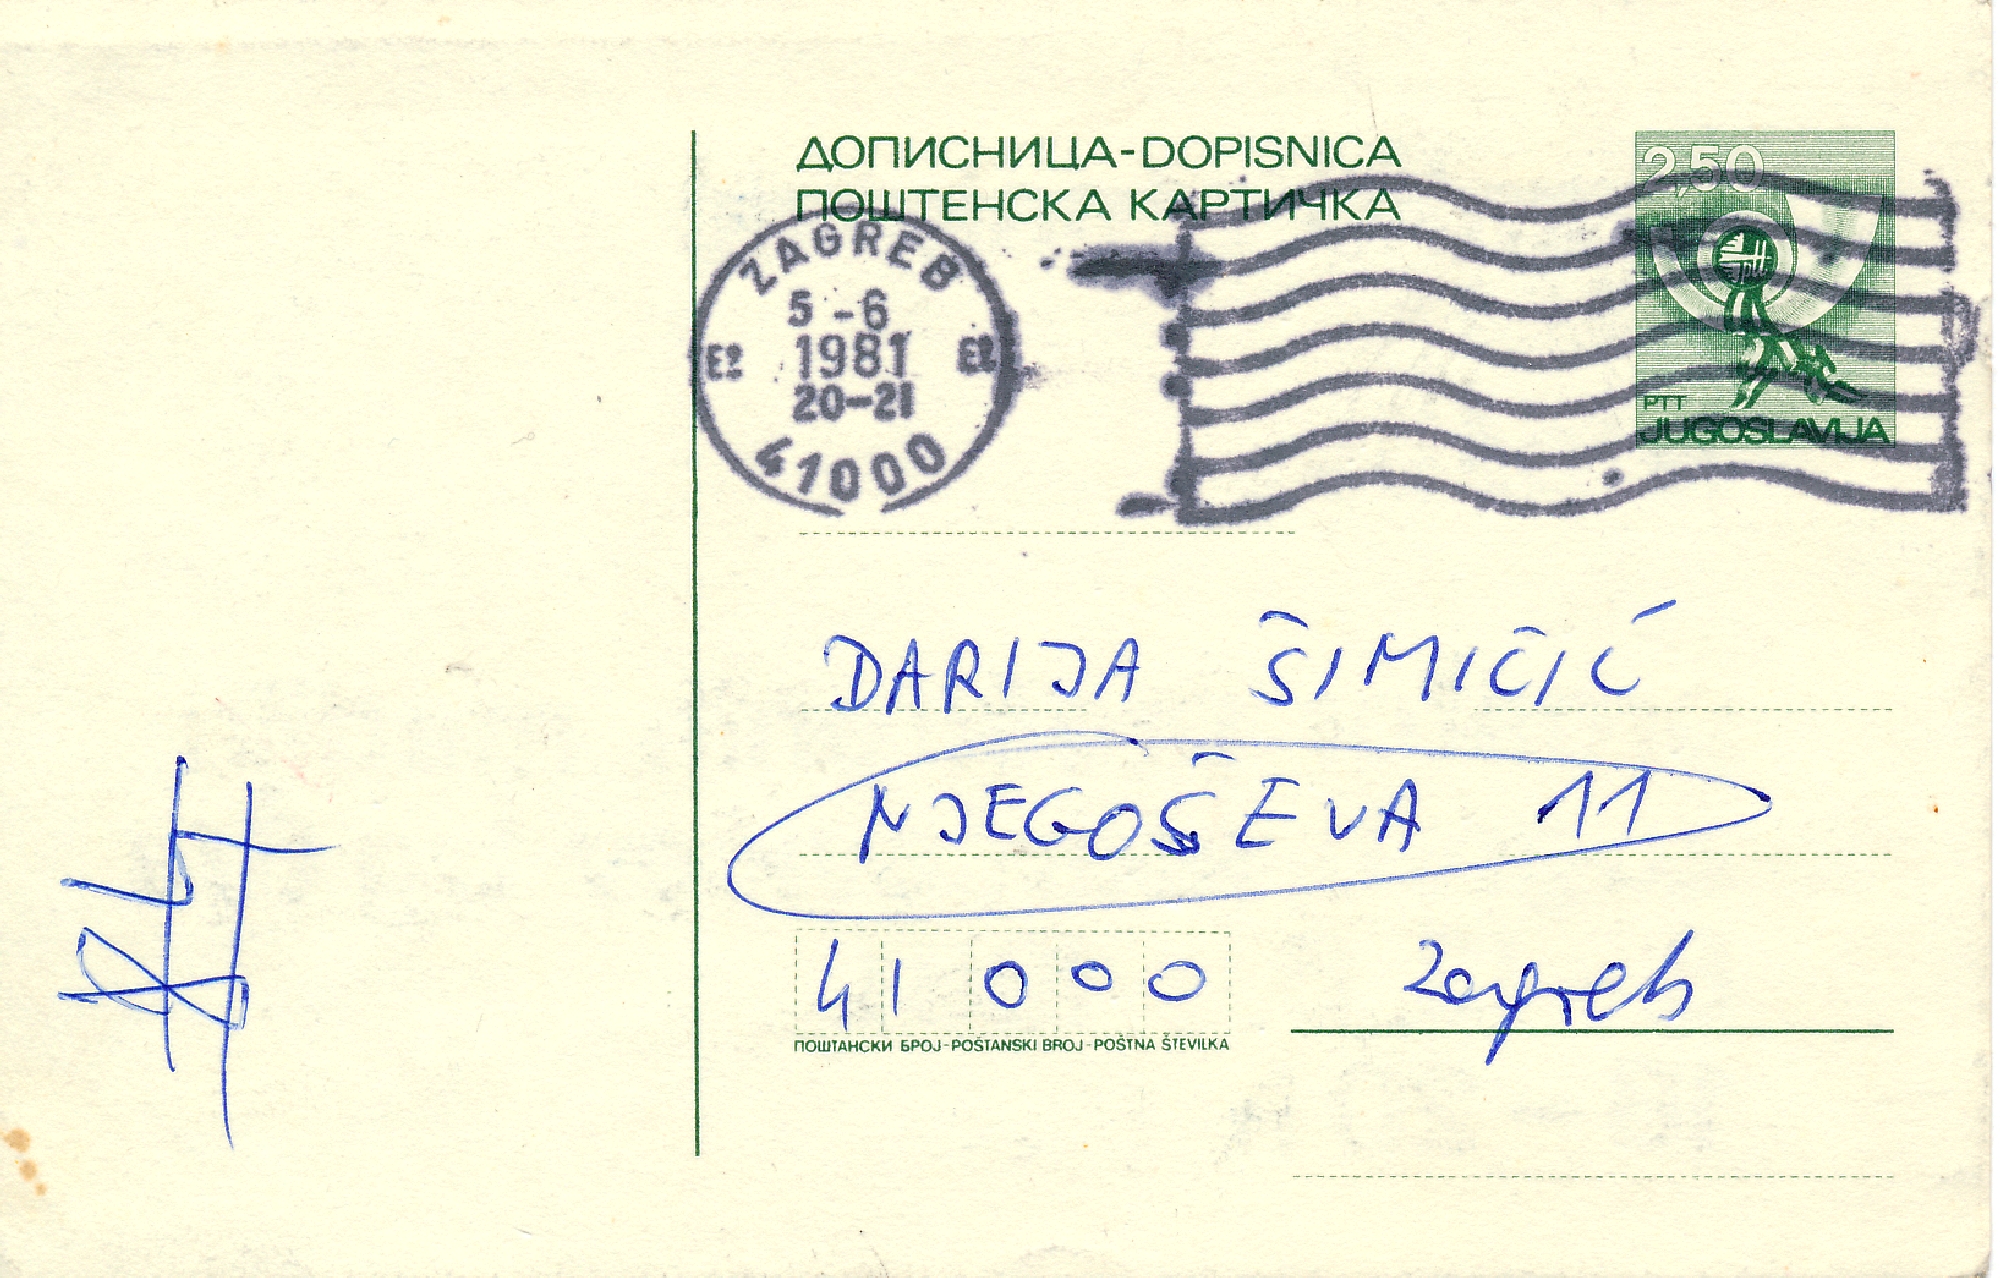 ДОПИСНИЦА-DOPISNICA
ПОШТЕНСКА КАРТИЧКА
2,50
ptt
PTT
JUGOSLAVIJA
ZAGREB
5 -6
1981
20-21
41000
DARIJA ŠIMIČIĆ
NJEGOŠEVA 11
41000 Zagreb
ПОШТАНСКИ БРОЈ-POŠTANSKI BROJ-POŠTNA ŠTEVILKA